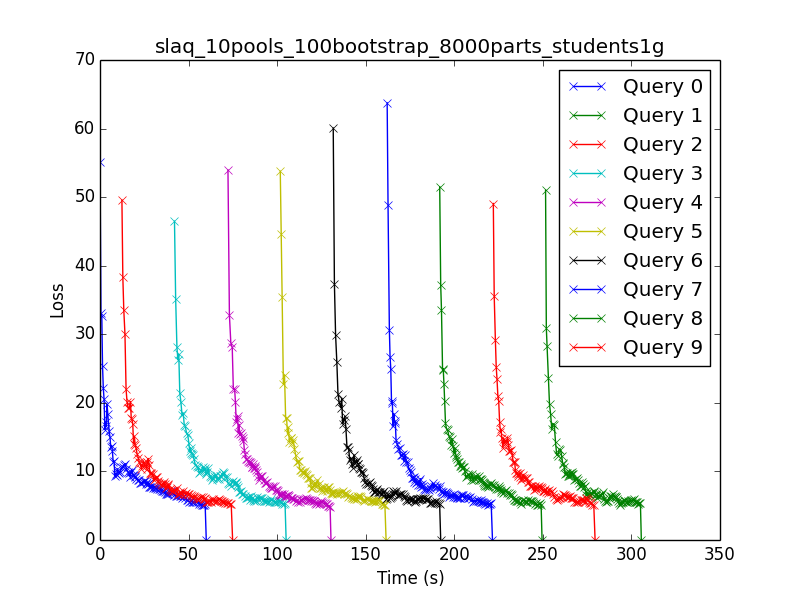 slaq_10pools_100bootstrap_8000parts_students1g
70
60
50
40
30
20
10
0
Loss
0 50 100 150 200 250 300 350
Time (s)
Query 0
Query 1
Query 2
Query 3
Query 4
Query 5
Query 6
Query 7
Query 8
Query 9